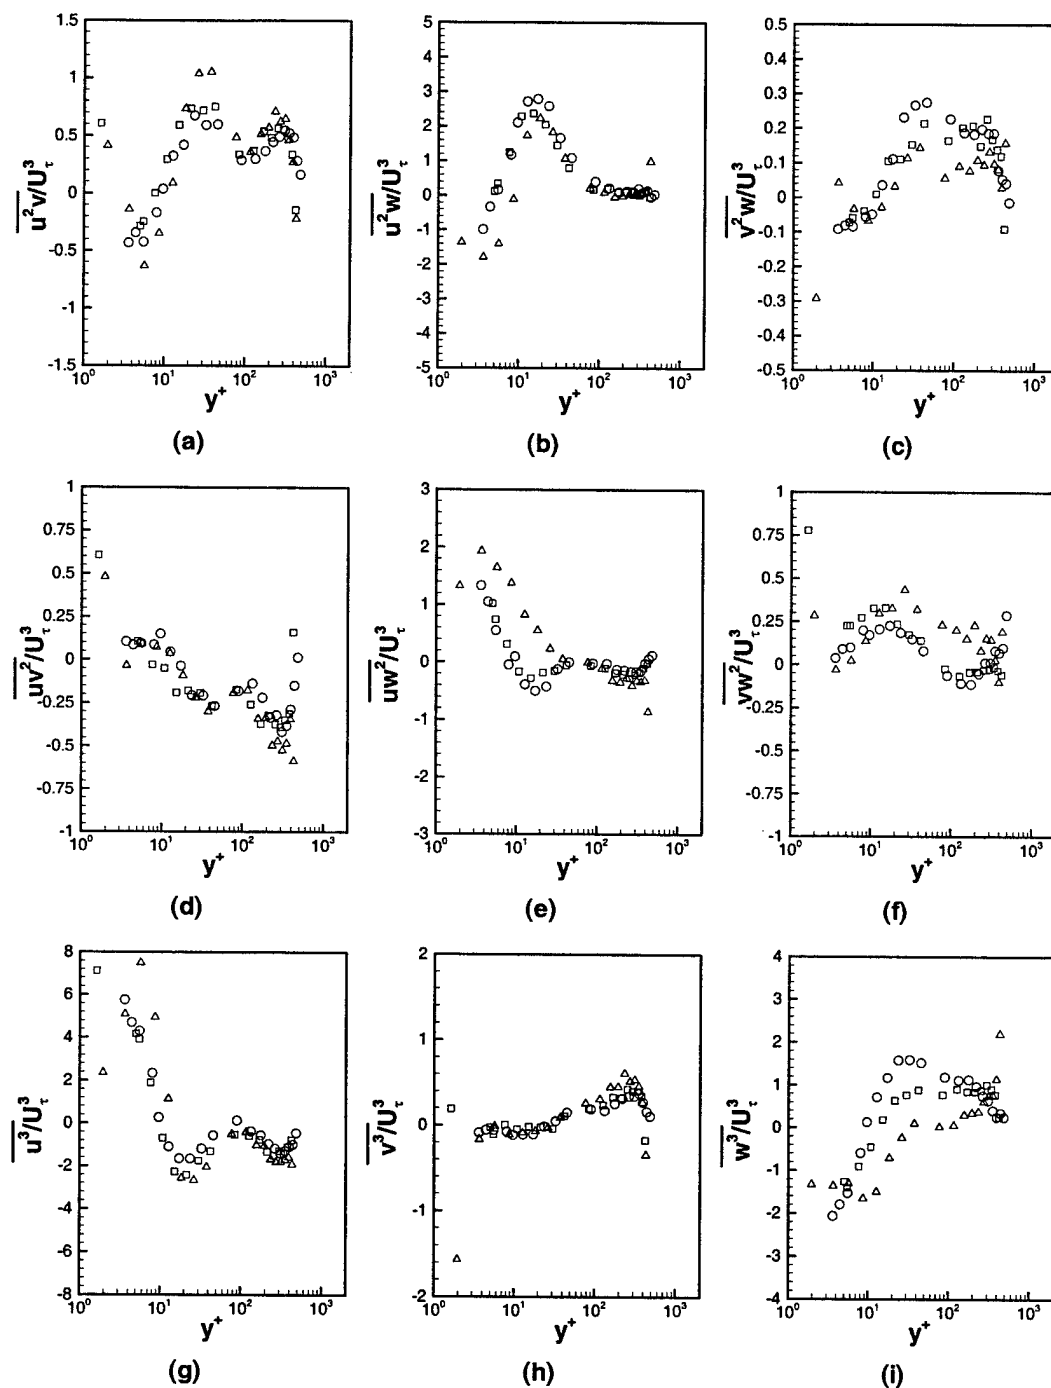 1.5
1
0.5
0
-0.5
-1
-1.5
10⁰ 10¹ 10² 10³
u²v/U³τ
y⁺
(a)
5
4
3
2
1
0
-1
-2
-3
-4
-5
10⁰ 10¹ 10² 10³
u²w/U³τ
y⁺
(b)
0.5
0.4
0.3
0.2
0.1
0
-0.1
-0.2
-0.3
-0.4
-0.5
10⁰ 10¹ 10² 10³
v²w/U³τ
y⁺
(c)
1
0.75
0.5
0.25
0
-0.25
-0.5
-0.75
-1
10⁰ 10¹ 10² 10³
uv²/U³τ
y⁺
(d)
3
2
1
0
-1
-2
-3
10⁰ 10¹ 10² 10³
uw²/U³τ
y⁺
(e)
1
0.75
0.5
0.25
0
-0.25
-0.5
-0.75
-1
10⁰ 10¹ 10² 10³
vw²/U³τ
y⁺
(f)
8
6
4
2
0
-2
-4
-6
-8
10⁰ 10¹ 10² 10³
u³/U³τ
y⁺
(g)
2
1
0
-1
-2
10⁰ 10¹ 10² 10³
v³/U³τ
y⁺
(h)
4
3
2
1
0
-1
-2
-3
-4
10⁰ 10¹ 10² 10³
w³/U³τ
y⁺
(i)